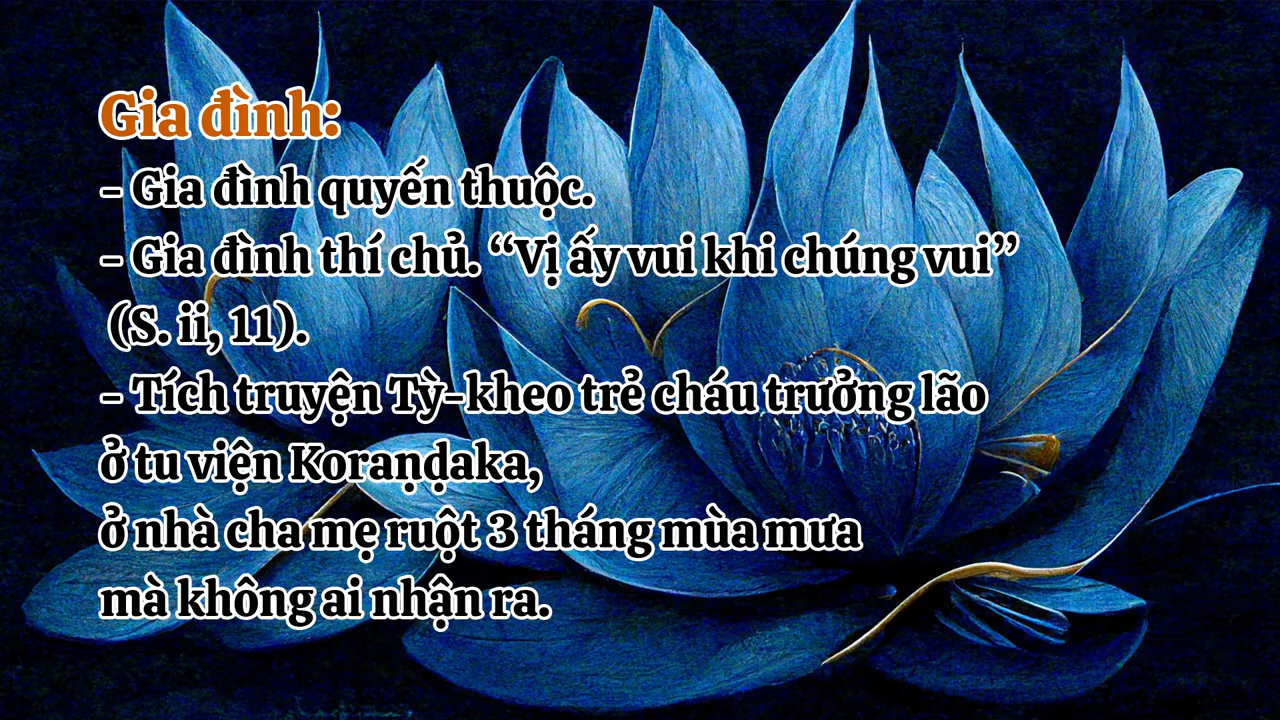 Gia đình:
- Gia đình quyến thuộc.
- Gia đình thí chủ. “Vị ấy vui khi chúng vui”
(S. ii, 11).
- Tích truyện Tỳ-kheo trẻ cháu trưởng lão
ở tu viện Koraṇḍaka,
ở nhà cha mẹ ruột 3 tháng mùa mưa
mà không ai nhận ra.